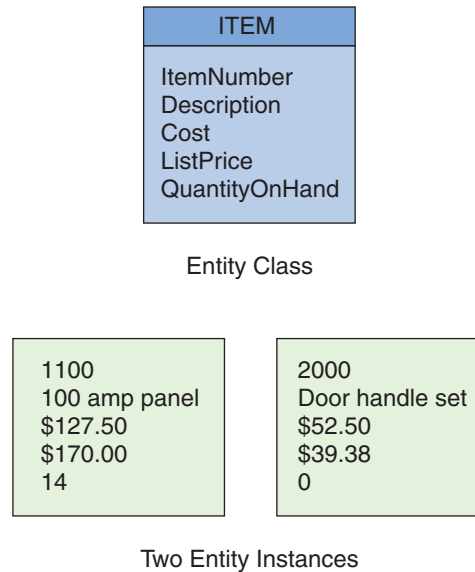 ITEM
ItemNumber
Description
Cost
ListPrice
QuantityOnHand
Entity Class
1100
100 amp panel
$127.50
$170.00
14
2000
Door handle set
$52.50
$39.38
0
Two Entity Instances